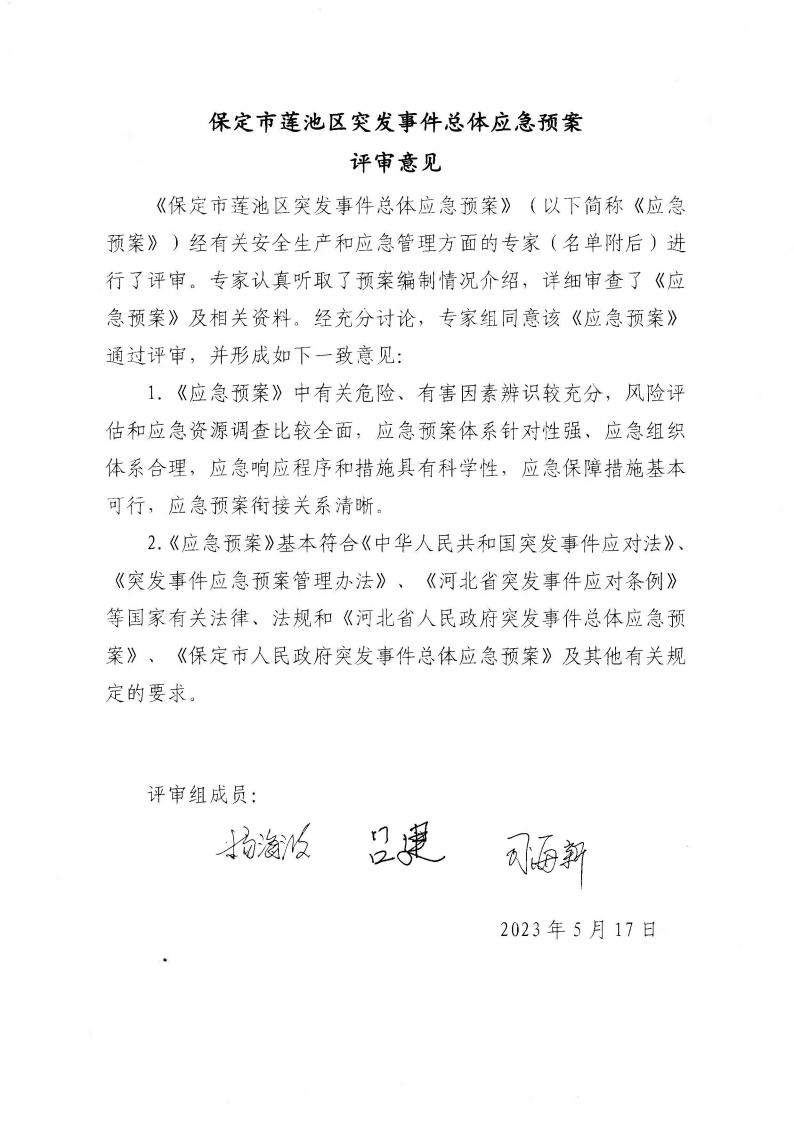 保定市莲池区突发事件总体应急预案
评审意见
《保定市莲池区突发事件总体应急预案》（以下简称《应急
预案》）经有关安全生产和应急管理方面的专家（名单附后）进
行了评审。专家认真听取了预案编制情况介绍，详细审查了《应
急预案》及相关资料。经充分讨论，专家组同意该《应急预案》
通过评审，并形成如下一致意见：
1.《应急预案》中有关危险、有害因素辨识较充分，风险评
估和应急资源调查比较全面，应急预案体系针对性强、应急组织
体系合理，应急响应程序和措施具有科学性，应急保障措施基本
可行，应急预案衔接关系清晰。
2.《应急预案》基本符合《中华人民共和国突发事件应对法》、
《突发事件应急预案管理办法》、《河北省突发事件应对条例》
等国家有关法律、法规和《河北省人民政府突发事件总体应急预
案》、《保定市人民政府突发事件总体应急预案》及其他有关规
定的要求。
评审组成员：
杨海波 吕建 司海新
2023年5月17日